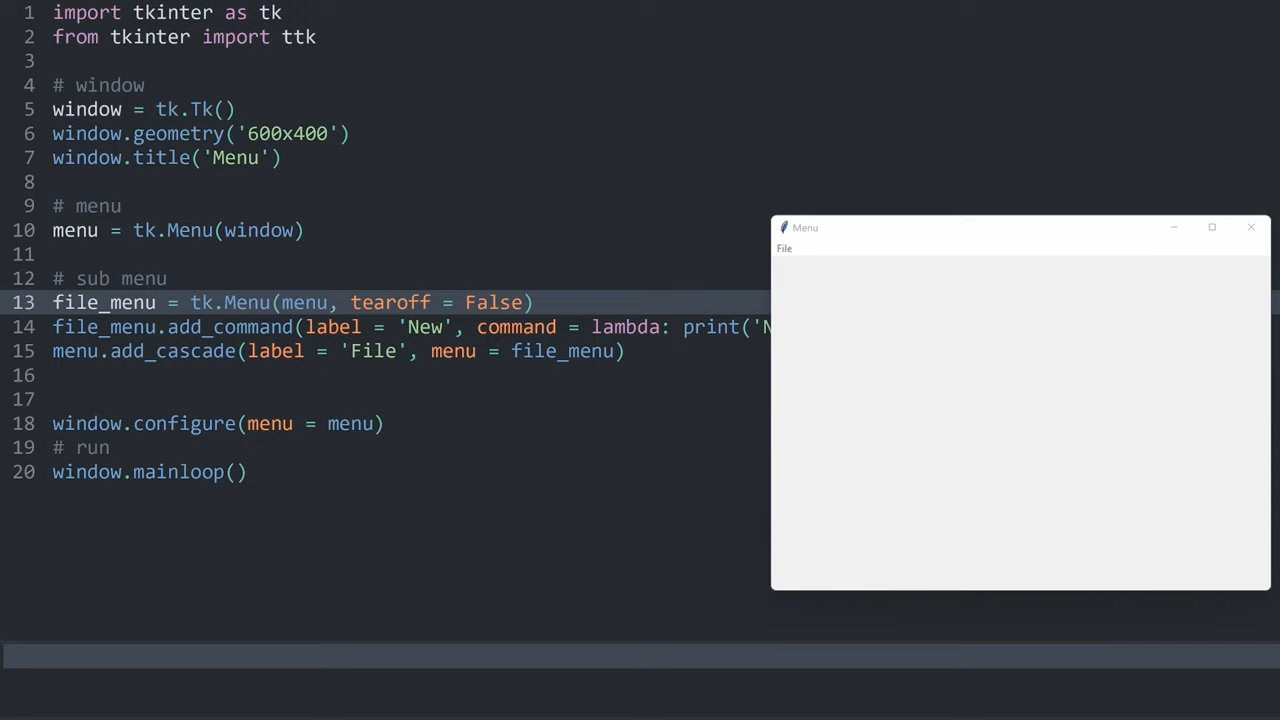 1 import tkinter as tk
2 from tkinter import ttk
3
4 # window
5 window = tk.Tk()
6 window.geometry('600x400')
7 window.title('Menu')
8
9 # menu
10 menu = tk.Menu(window)
11
12 # sub menu
13 file_menu = tk.Menu(menu, tearoff = False)
14 file_menu.add_command(label = 'New', command = lambda: print('N
15 menu.add_cascade(label = 'File', menu = file_menu)
16
17
18 window.configure(menu = menu)
19 # run
20 window.mainloop()
Menu
File